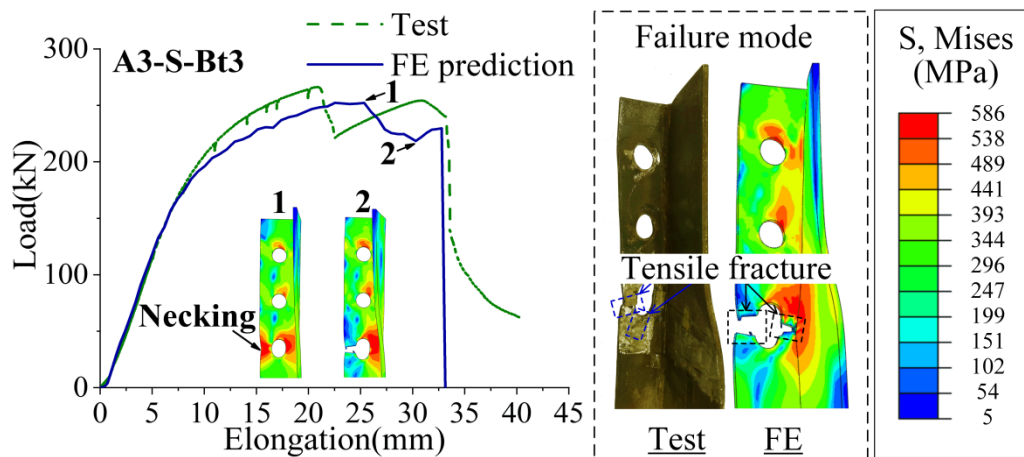 Test
FE prediction
A3-S-Bt3
300
200
100
0
Load(kN)
1
2
1
2
Necking
0
5
10
15
20
25
30
35
40
45
Elongation(mm)
Failure mode
Tensile fracture
Test
FE
S, Mises
(MPa)
586
538
489
441
393
344
296
247
199
151
102
54
5